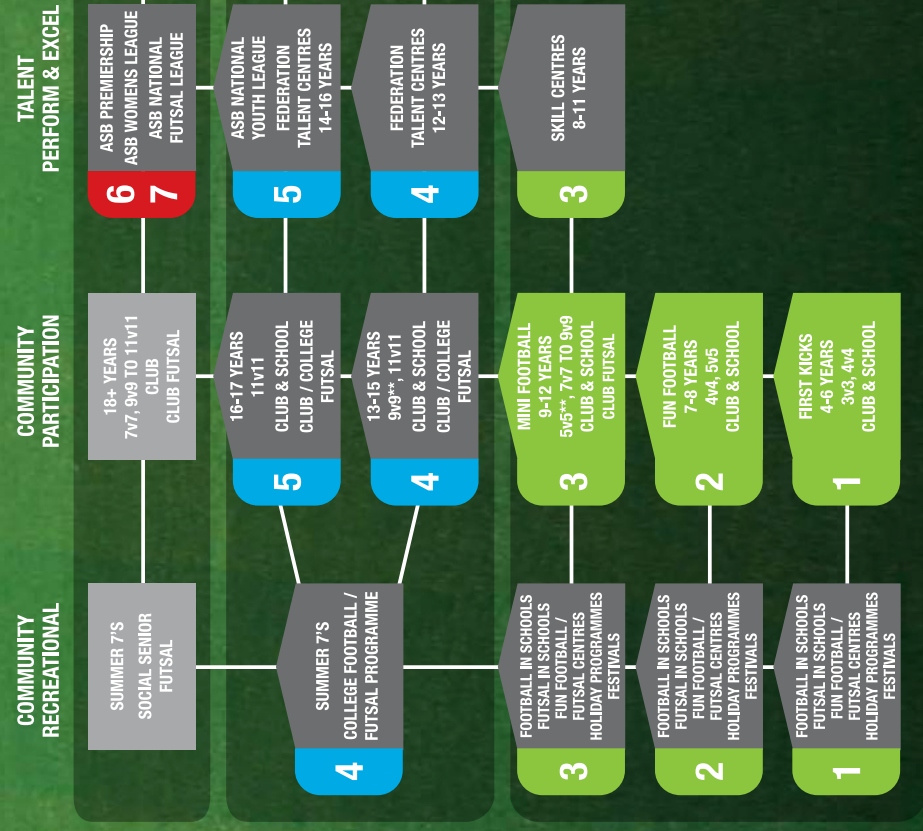 COMMUNITY
RECREATIONAL
COMMUNITY
PARTICIPATION
TALENT
PERFORM & EXCEL
SUMMER 7'S
SOCIAL SENIOR
FUTSAL
18+ YEARS
7v7, 9v9 TO 11v11
CLUB
CLUB FUTSAL
6
7
ASB PREMIERSHIP
ASB WOMENS LEAGUE
ASB NATIONAL
FUTSAL LEAGUE
4
SUMMER 7'S
COLLEGE FOOTBALL /
FUTSAL PROGRAMME
5
16-17 YEARS
11v11
CLUB & SCHOOL
CLUB / COLLEGE
FUTSAL
5
ASB NATIONAL
YOUTH LEAGUE
FEDERATION
TALENT CENTRES
14-16 YEARS
4
13-15 YEARS
9v9**, 11v11
CLUB & SCHOOL
CLUB / COLLEGE
FUTSAL
4
FEDERATION
TALENT CENTRES
12-13 YEARS
3
FOOTBALL IN SCHOOLS
FUTSAL IN SCHOOLS
FUN FOOTBALL /
FUTSAL CENTRES
HOLIDAY PROGRAMMES
FESTIVALS
3
MINI FOOTBALL
9-12 YEARS
5v5**, 7v7 TO 9v9
CLUB & SCHOOL
CLUB FUTSAL
3
SKILL CENTRES
8-11 YEARS
2
FOOTBALL IN SCHOOLS
FUTSAL IN SCHOOLS
FUN FOOTBALL /
FUTSAL CENTRES
HOLIDAY PROGRAMMES
FESTIVALS
2
FUN FOOTBALL
7-8 YEARS
4v4, 5v5
CLUB & SCHOOL
1
FOOTBALL IN SCHOOLS
FUTSAL IN SCHOOLS
FUN FOOTBALL /
FUTSAL CENTRES
HOLIDAY PROGRAMMES
FESTIVALS
1
FIRST KICKS
4-6 YEARS
3v3, 4v4
CLUB & SCHOOL